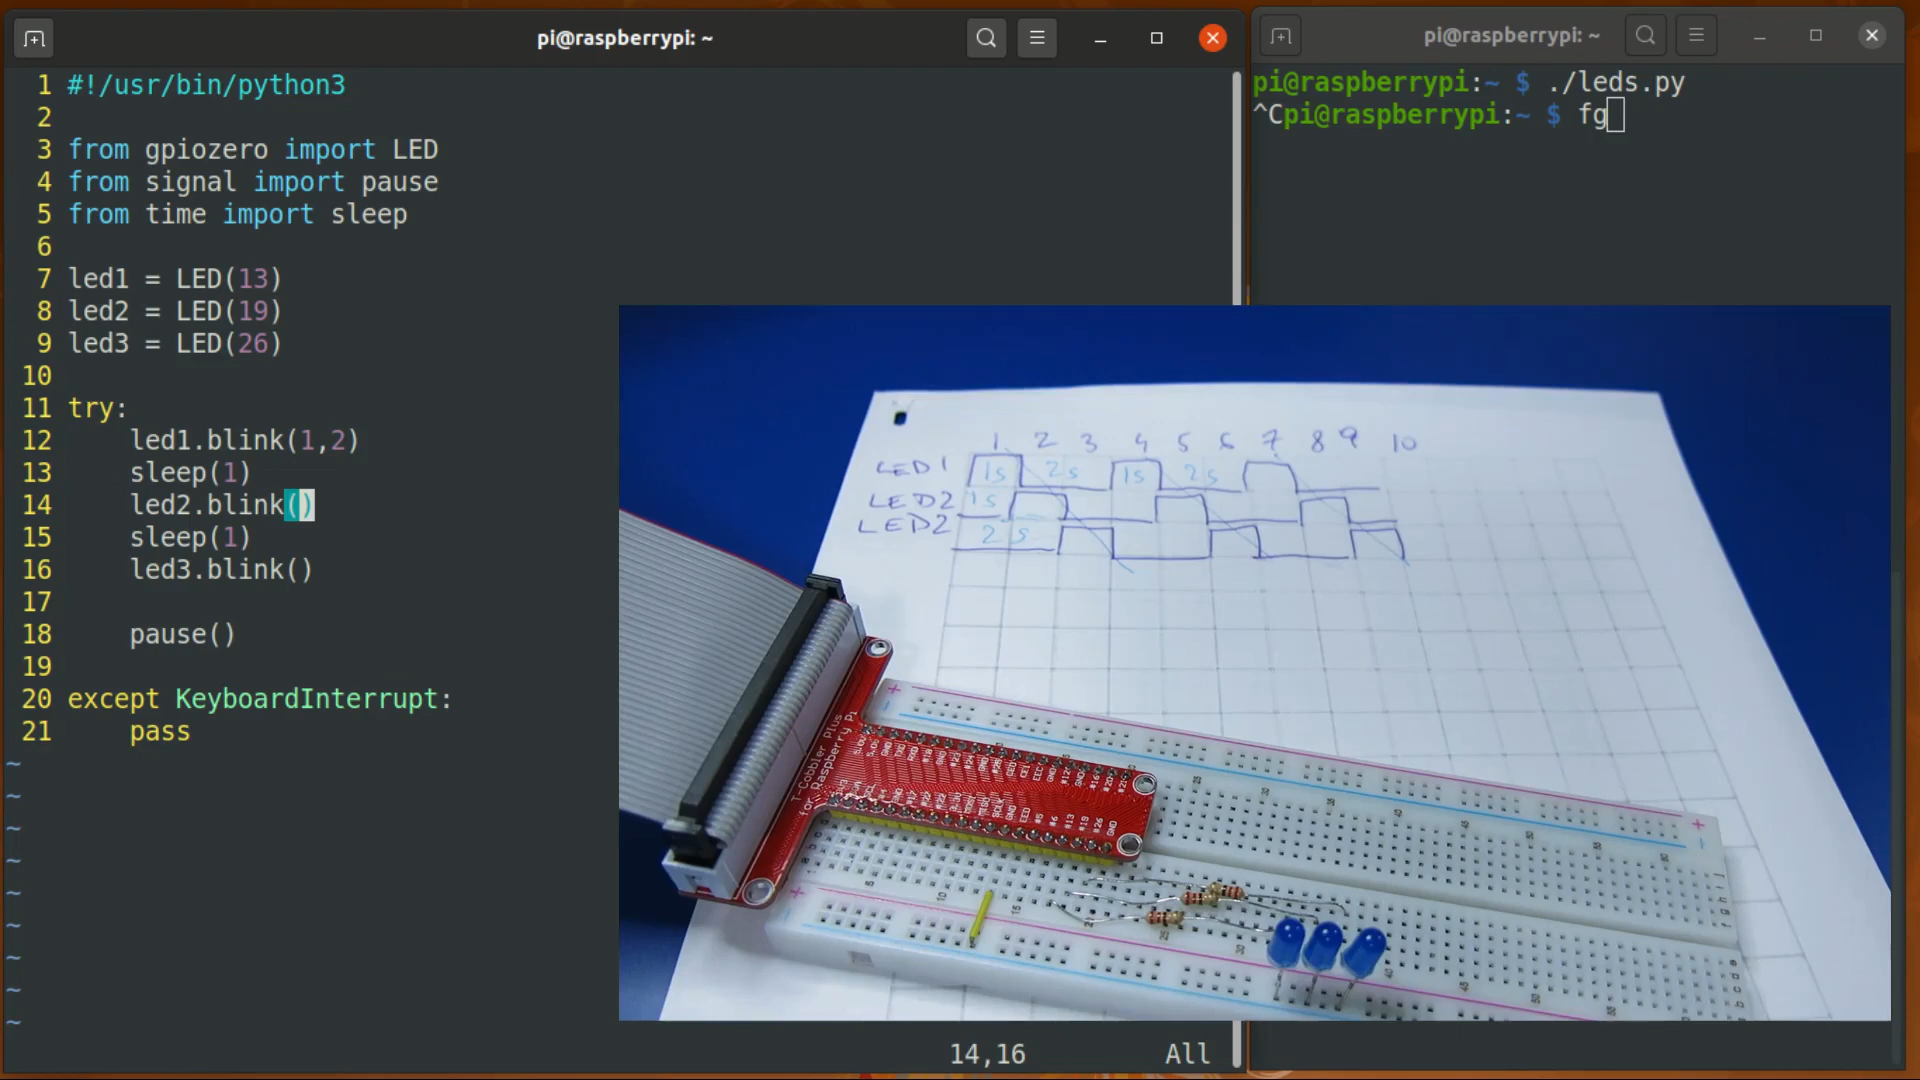 pi@raspberrypi: ~
1 #!/usr/bin/python3
2
3 from gpiozero import LED
4 from signal import pause
5 from time import sleep
6
7 led1 = LED(13)
8 led2 = LED(19)
9 led3 = LED(26)
10
11 try:
12 led1.blink(1,2)
13 sleep(1)
14 led2.blink()
15 sleep(1)
16 led3.blink()
17
18 pause()
19
20 except KeyboardInterrupt:
21 pass
~
~
~
~
~
~
~
~
~
14,16 All
pi@raspberrypi: ~
pi@raspberrypi:~ $ ./leds.py
^Cpi@raspberrypi:~ $ fg
1 2 3 4 5 6 7 8 9 10
LED1 1s 2s 1s 2s
LED2 1s
LED2 2s
T-Cobbler Plus
for Raspberry Pi